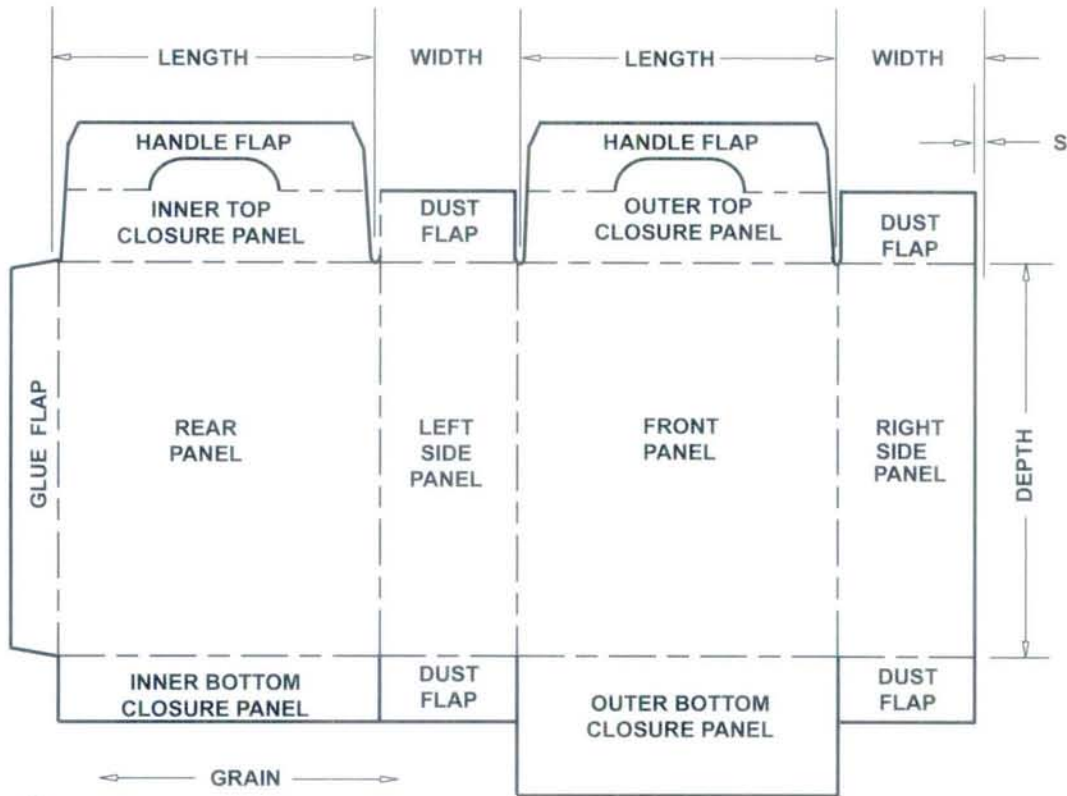 LENGTH
WIDTH
LENGTH
WIDTH
S
HANDLE FLAP
HANDLE FLAP
INNER TOP
CLOSURE PANEL
DUST
FLAP
OUTER TOP
CLOSURE PANEL
DUST
FLAP
GLUE FLAP
REAR
PANEL
LEFT
SIDE
PANEL
FRONT
PANEL
RIGHT
SIDE
PANEL
DEPTH
INNER BOTTOM
CLOSURE PANEL
DUST
FLAP
OUTER BOTTOM
CLOSURE PANEL
DUST
FLAP
GRAIN